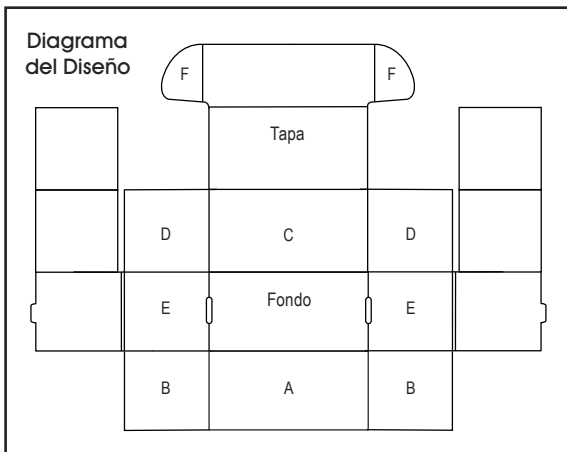 Diagrama
del Diseño
F F
Tapa
D C D
E Fondo E
B A B